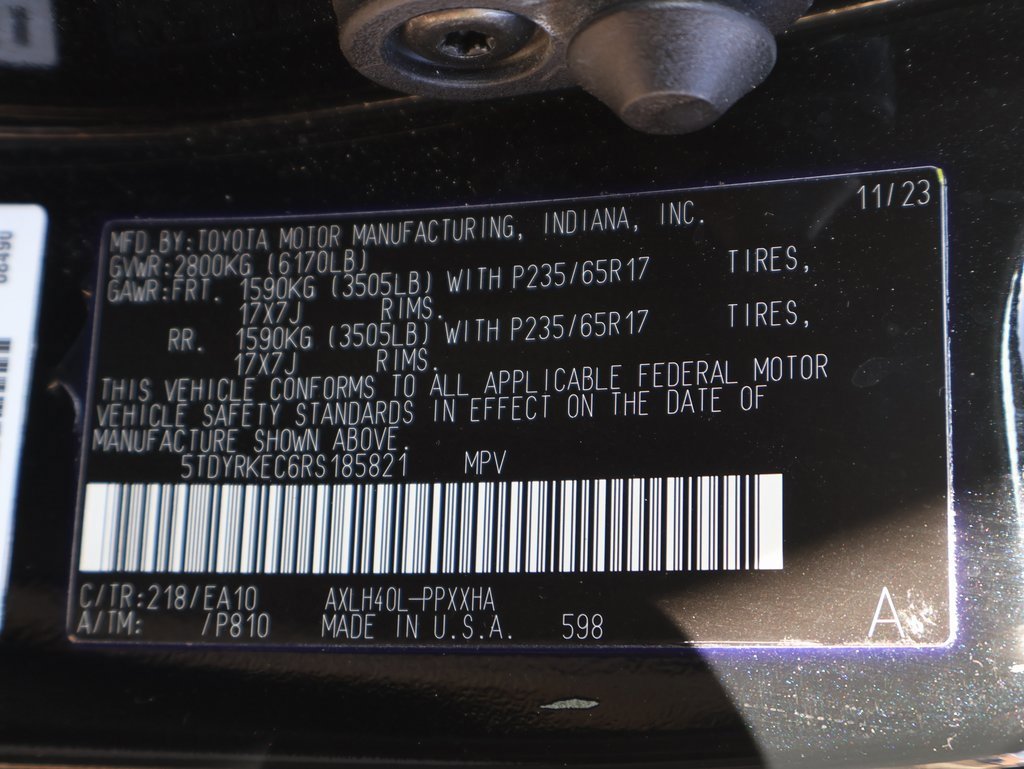 11/23
MFD.BY:TOYOTA MOTOR MANUFACTURING, INDIANA, INC.
GVWR:2800KG (6170LB)
GAWR:FRT. 1590KG (3505LB) WITH P235/65R17 TIRES,
17X7J RIMS.
RR. 1590KG (3505LB) WITH P235/65R17 TIRES,
17X7J RIMS.
THIS VEHICLE CONFORMS TO ALL APPLICABLE FEDERAL MOTOR
VEHICLE SAFETY STANDARDS IN EFFECT ON THE DATE OF
MANUFACTURE SHOWN ABOVE.
5TDYRKEC6RS185821 MPV
C/TR:218/EA10 AXLH40L-PPXXHA
A/TM: /P810 MADE IN U.S.A. 598
A